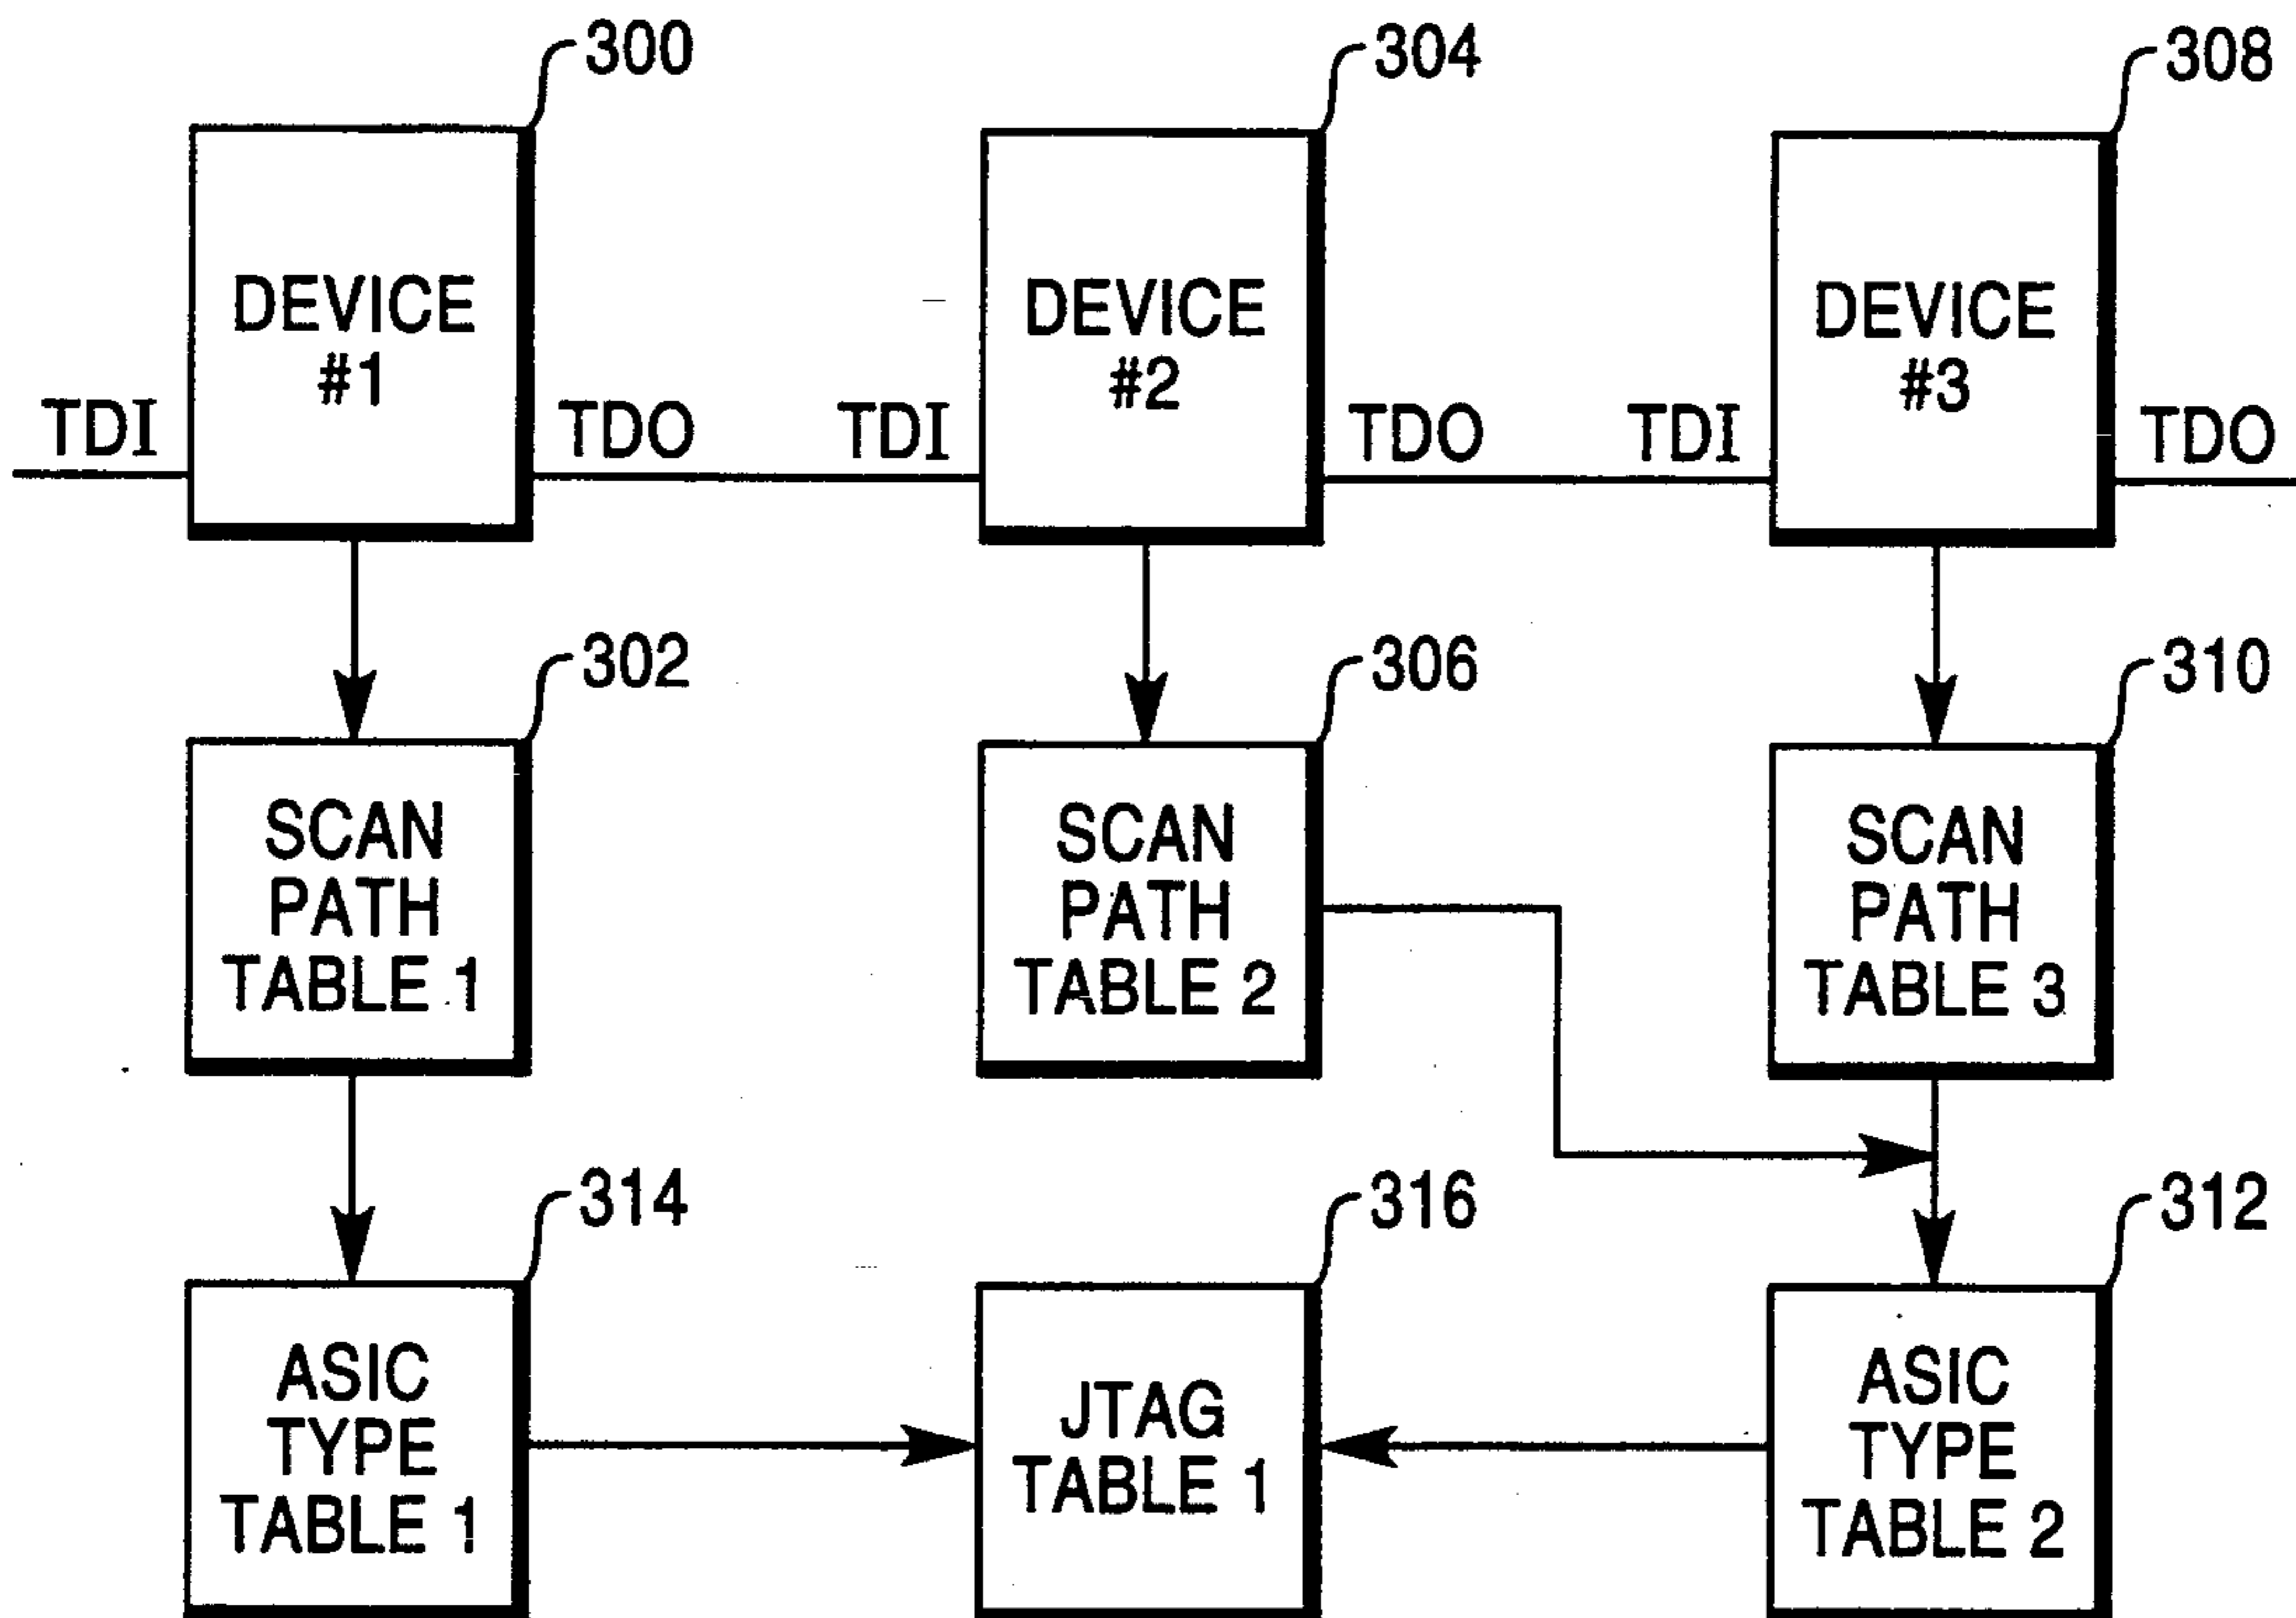 300
304
308
DEVICE
#1
DEVICE
#2
DEVICE
#3
TDI
TDO
TDI
TDO
TDI
TDO
302
306
310
SCAN
PATH
TABLE 1
SCAN
PATH
TABLE 2
SCAN
PATH
TABLE 3
314
316
312
ASIC
TYPE
TABLE 1
JTAG
TABLE 1
ASIC
TYPE
TABLE 2